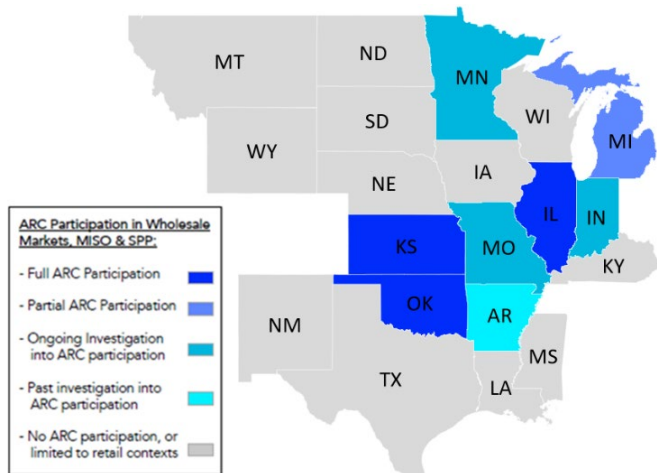 MT
ND
MN
SD
WI
WY
MI
IA
NE
IL
IN
KS
MO
KY
OK
AR
NM
MS
TX
LA
ARC Participation in Wholesale
Markets, MISO & SPP:
- Full ARC Participation
- Partial ARC Participation
- Ongoing Investigation
into ARC participation
- Past investigation into
ARC participation
- No ARC participation, or
limited to retail contexts